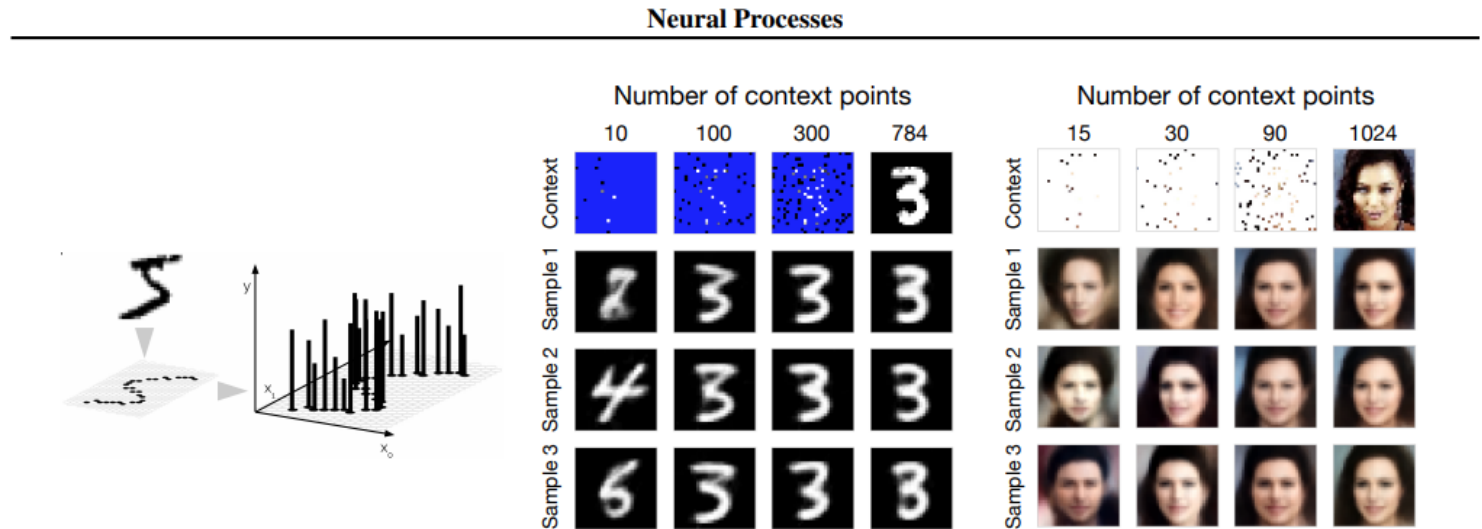 Neural Processes
y
x1
x0
Number of context points
10 100 300 784
Context
Sample 1
Sample 2
Sample 3
Number of context points
15 30 90 1024
Context
Sample 1
Sample 2
Sample 3